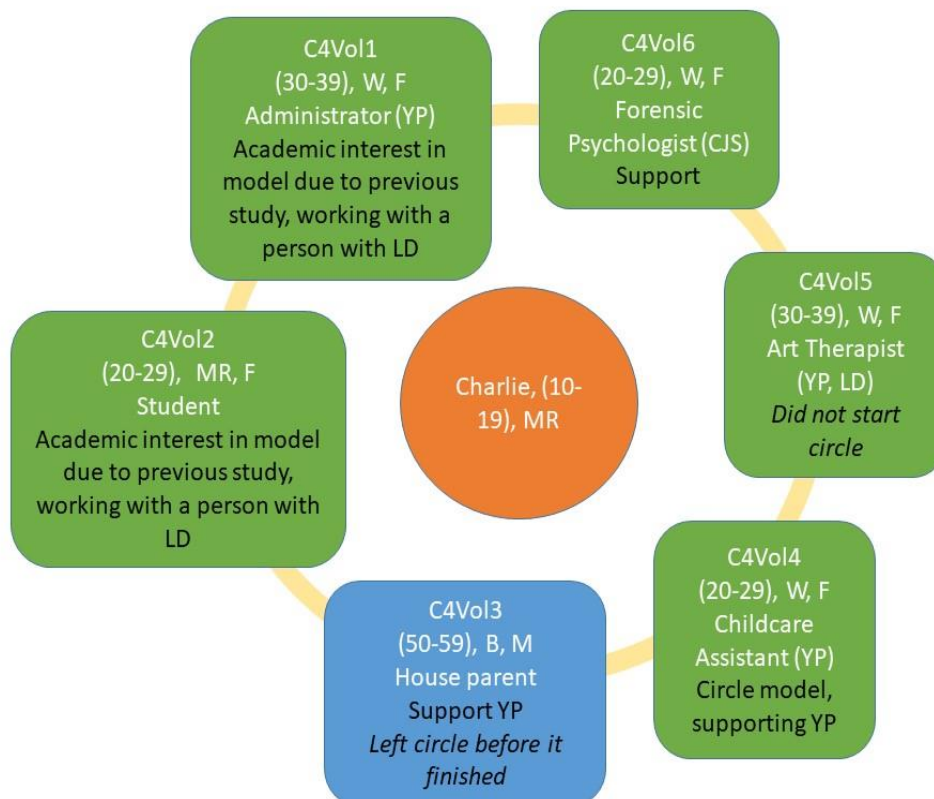 C4Vol1
(30-39), W, F
Administrator (YP)
Academic interest in
model due to previous
study, working with a
person with LD
C4Vol6
(20-29), W, F
Forensic
Psychologist (CJS)
Support
C4Vol5
(30-39), W, F
Art Therapist
(YP, LD)
Did not start
circle
C4Vol2
(20-29), MR, F
Student
Academic interest in model
due to previous study,
working with a person with
LD
Charlie, (10-
19), MR
C4Vol4
(20-29), W, F
Childcare
Assistant (YP)
Circle model,
supporting YP
C4Vol3
(50-59), B, M
House parent
Support YP
Left circle before it
finished